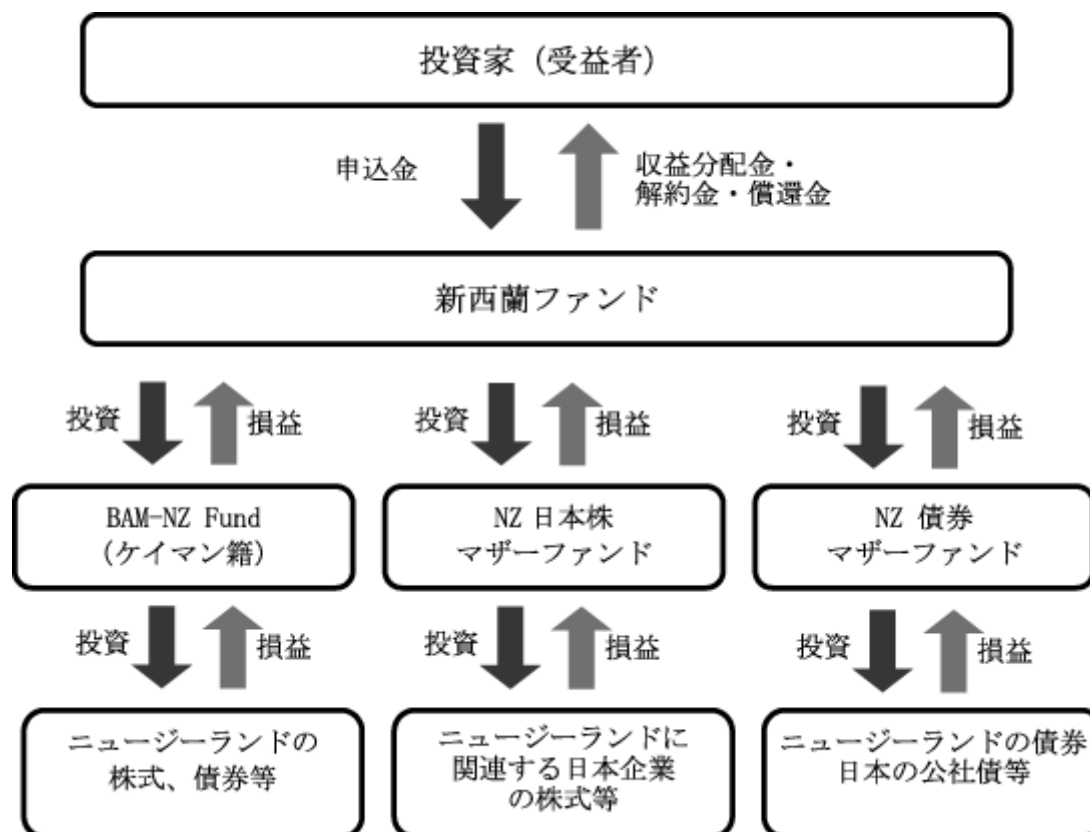 投資家（受益者）
申込金
収益分配金・
解約金・償還金
新西蘭ファンド
投資
損益
投資
損益
投資
損益
BAM-NZ Fund
（ケイマン籍）
NZ 日本株
マザーファンド
NZ 債券
マザーファンド
投資
損益
投資
損益
投資
損益
ニュージーランドの
株式、債券等
ニュージーランドに
関連する日本企業
の株式等
ニュージーランドの債券
日本の公社債等